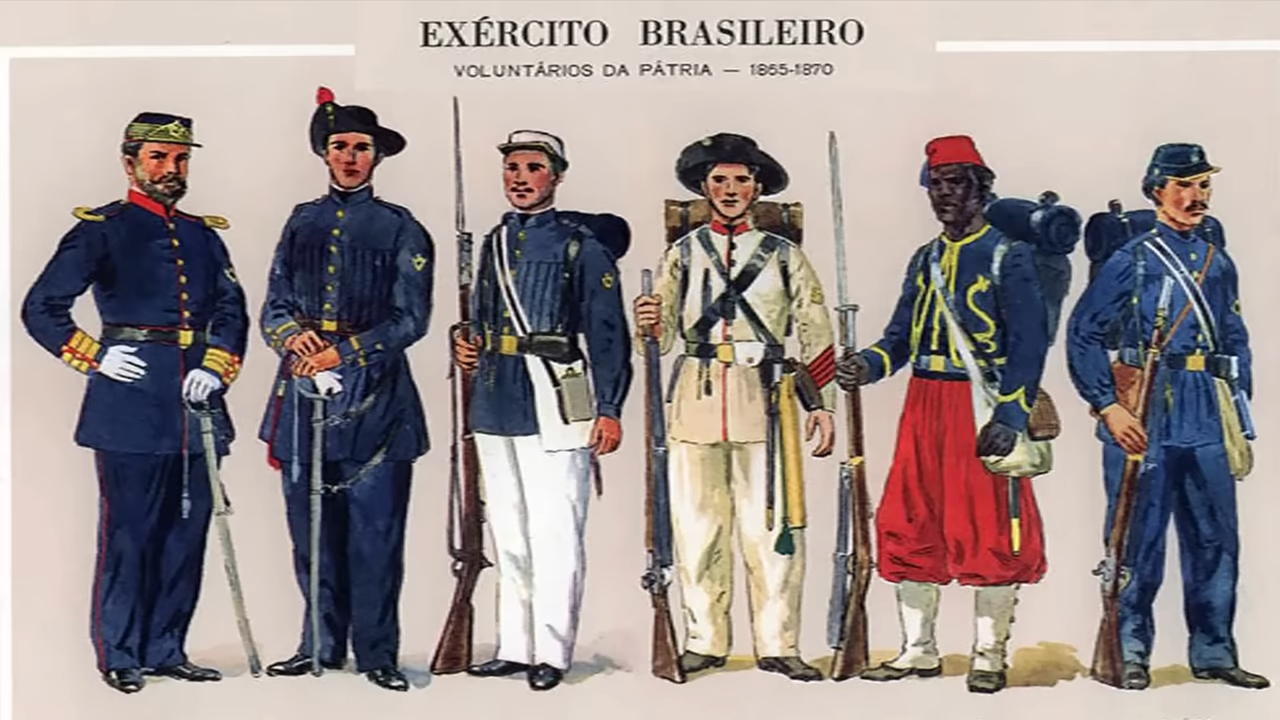 EXÉRCITO BRASILEIRO
VOLUNTÁRIOS DA PÁTRIA — 1865-1870